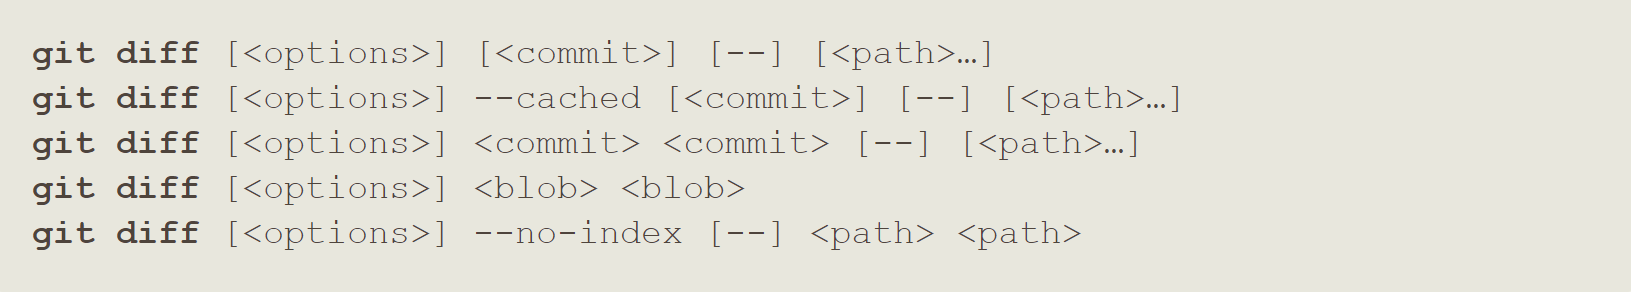 git diff [<options>] [<commit>] [--] [<path>…]
git diff [<options>] --cached [<commit>] [--] [<path>…]
git diff [<options>] <commit> <commit> [--] [<path>…]
git diff [<options>] <blob> <blob>
git diff [<options>] --no-index [--] <path> <path>